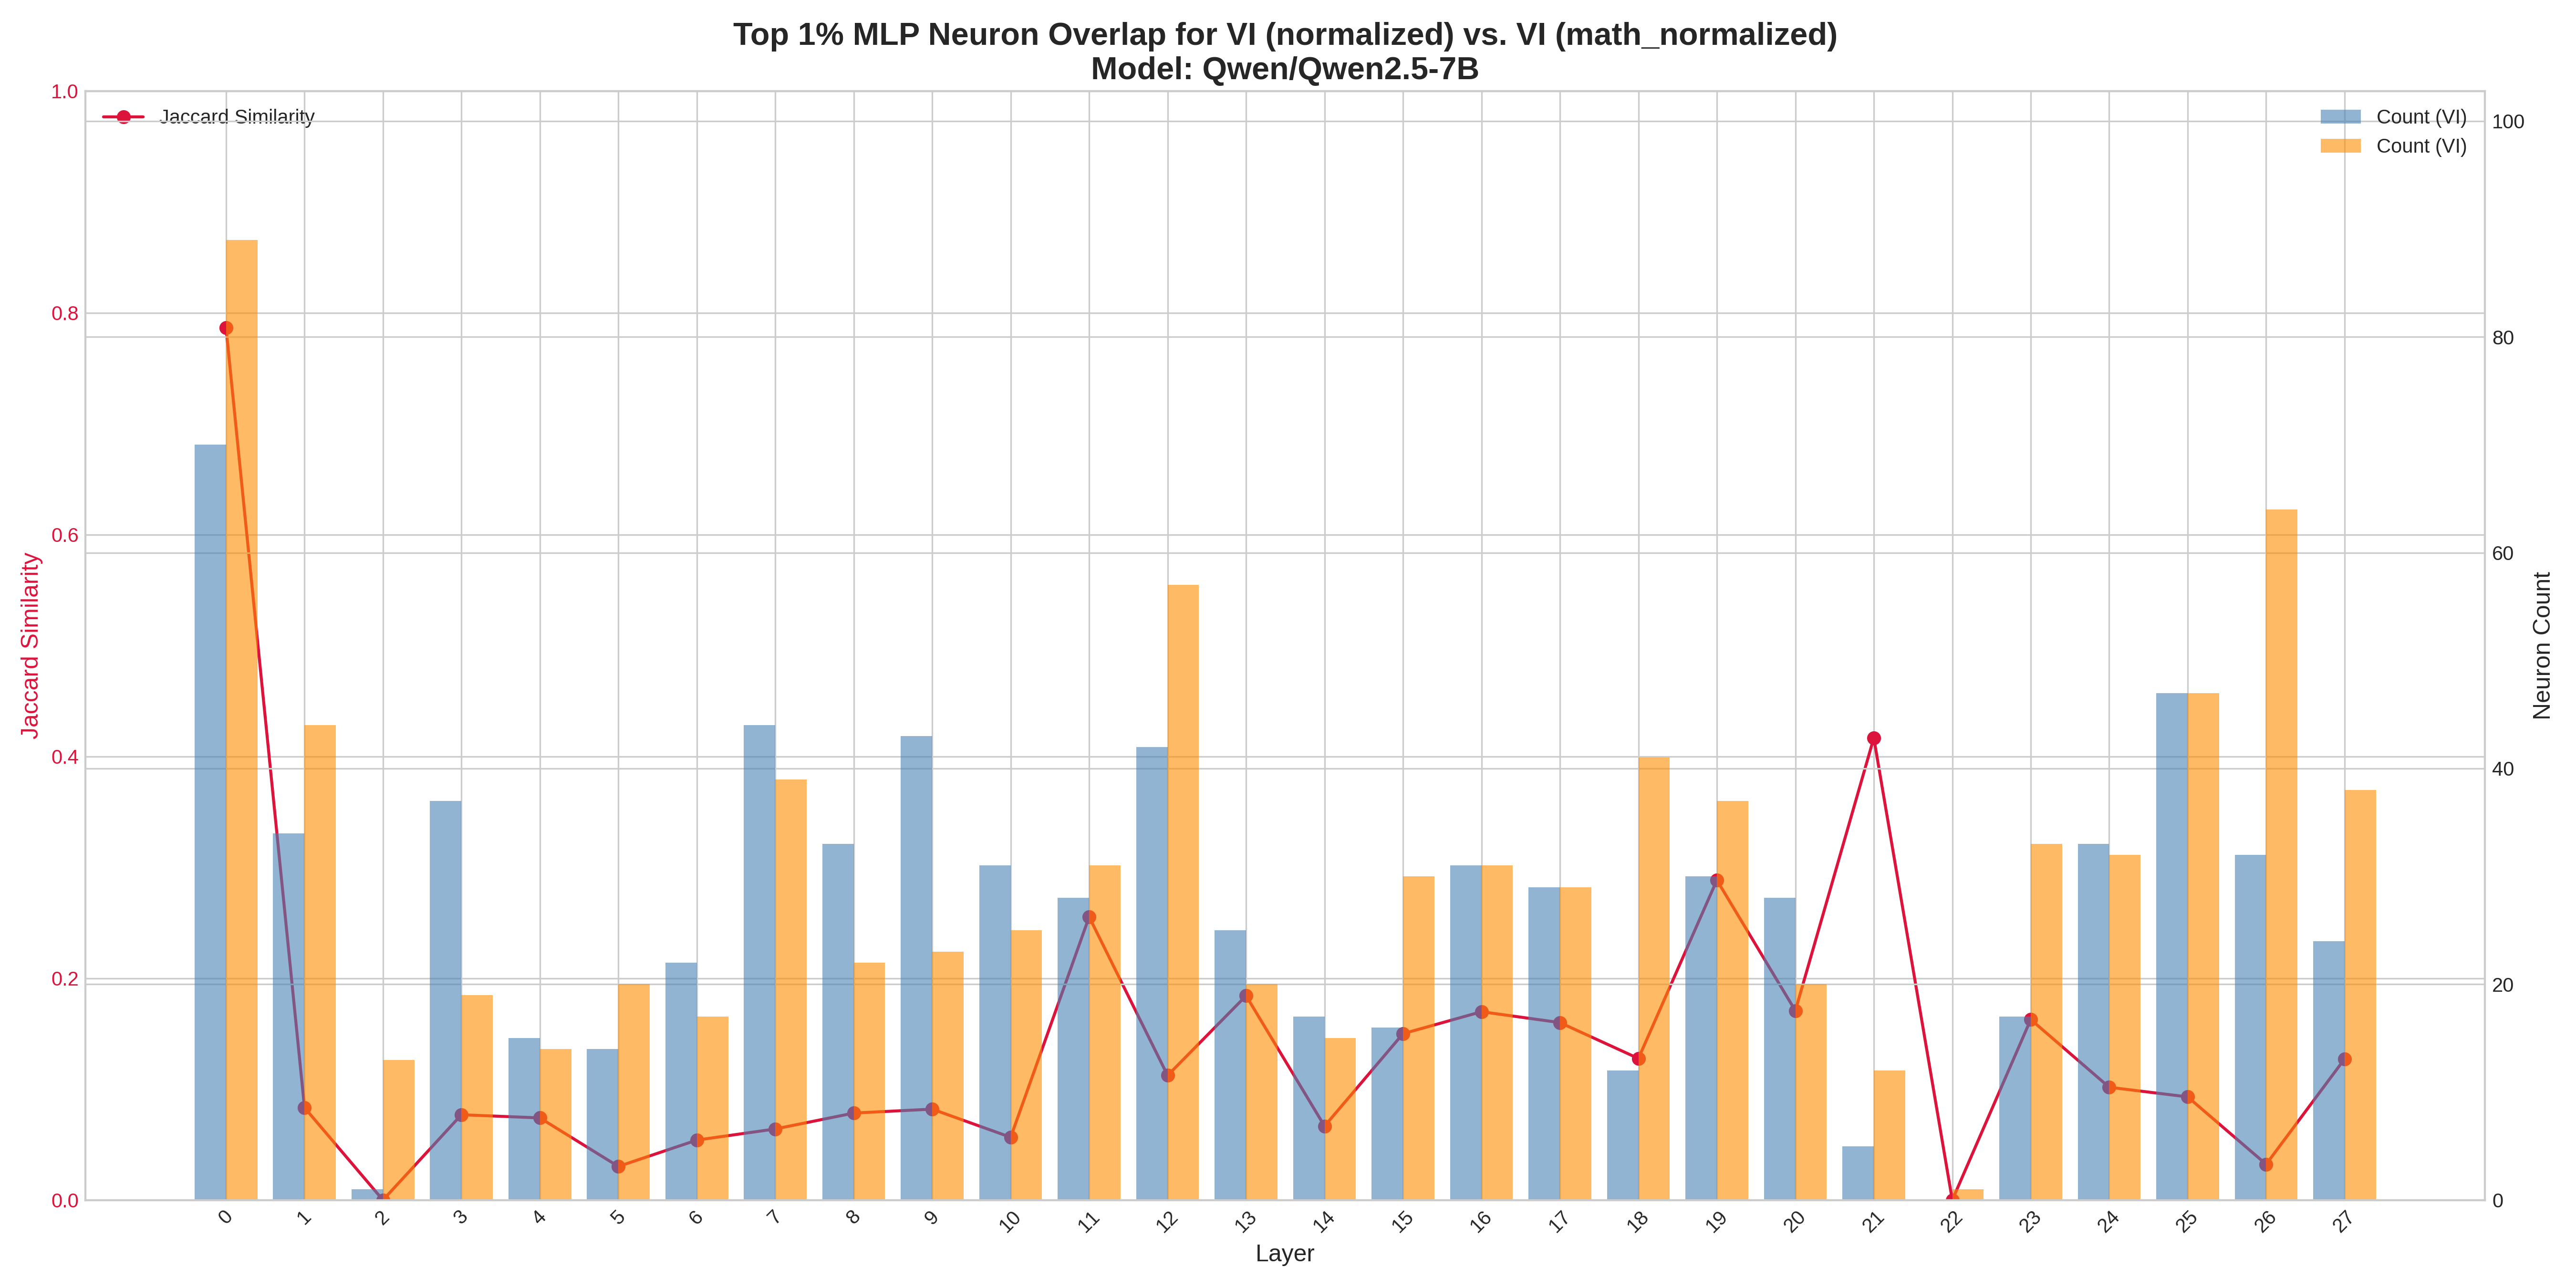 Top 1% MLP Neuron Overlap for VI (normalized) vs. VI (math_normalized)
Model: Qwen/Qwen2.5-7B
Jaccard Similarity
Count (VI)
Count (VI)
Jaccard Similarity
1.0
0.8
0.6
0.4
0.2
0.0
100
80
60
40
20
0
Neuron Count
0 1 2 3 4 5 6 7 8 9 10 11 12 13 14 15 16 17 18 19 20 21 22 23 24 25 26 27
Layer